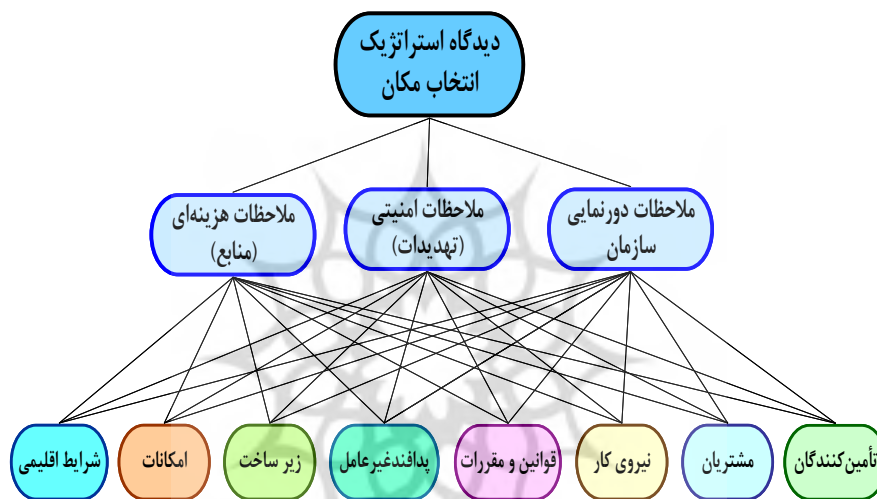 دیدگاه استراتژیک
انتخاب مکان
ملاحظات دورنمایی
سازمان
ملاحظات امنیتی
(تهدیدات)
ملاحظات هزینه‌ای
(منابع)
تأمین‌کنندگان
مشتریان
نیروی کار
قوانین و مقررات
پدافندغیرعامل
زیر ساخت
امکانات
شرایط اقلیمی